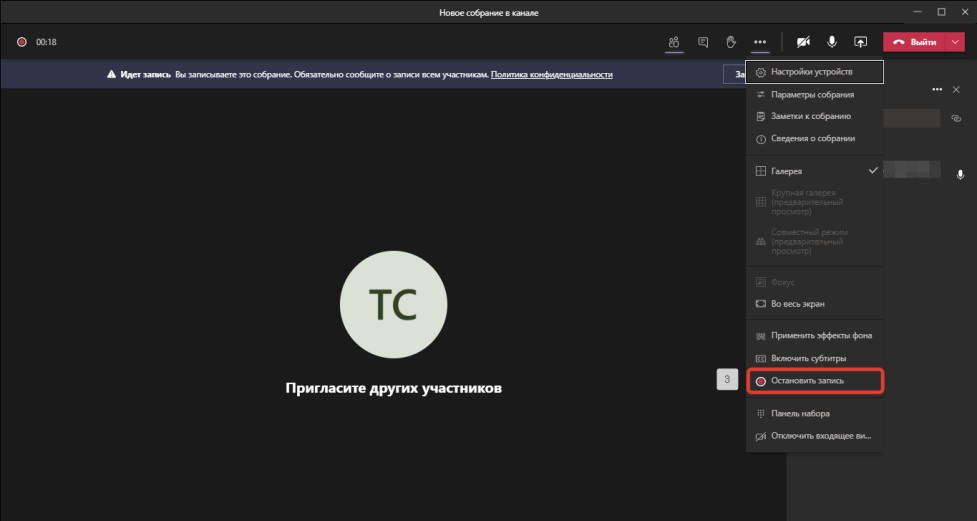 Новое собрание в канале
00:18
Выйти
Идет запись Вы записываете это собрание. Обязательно сообщите о записи всем участникам. Политика конфиденциальности
За
Настройки устройств
Параметры собрания
Заметки к собранию
Сведения о собрании
Галерея
Крупная галерея
(предварительный
просмотр)
Совместный режим
(предварительный
просмотр)
Фокус
Во весь экран
Применить эффекты фона
Включить субтитры
3
Остановить запись
Панель набора
Отключить входящее ви...
TC
Пригласите других участников